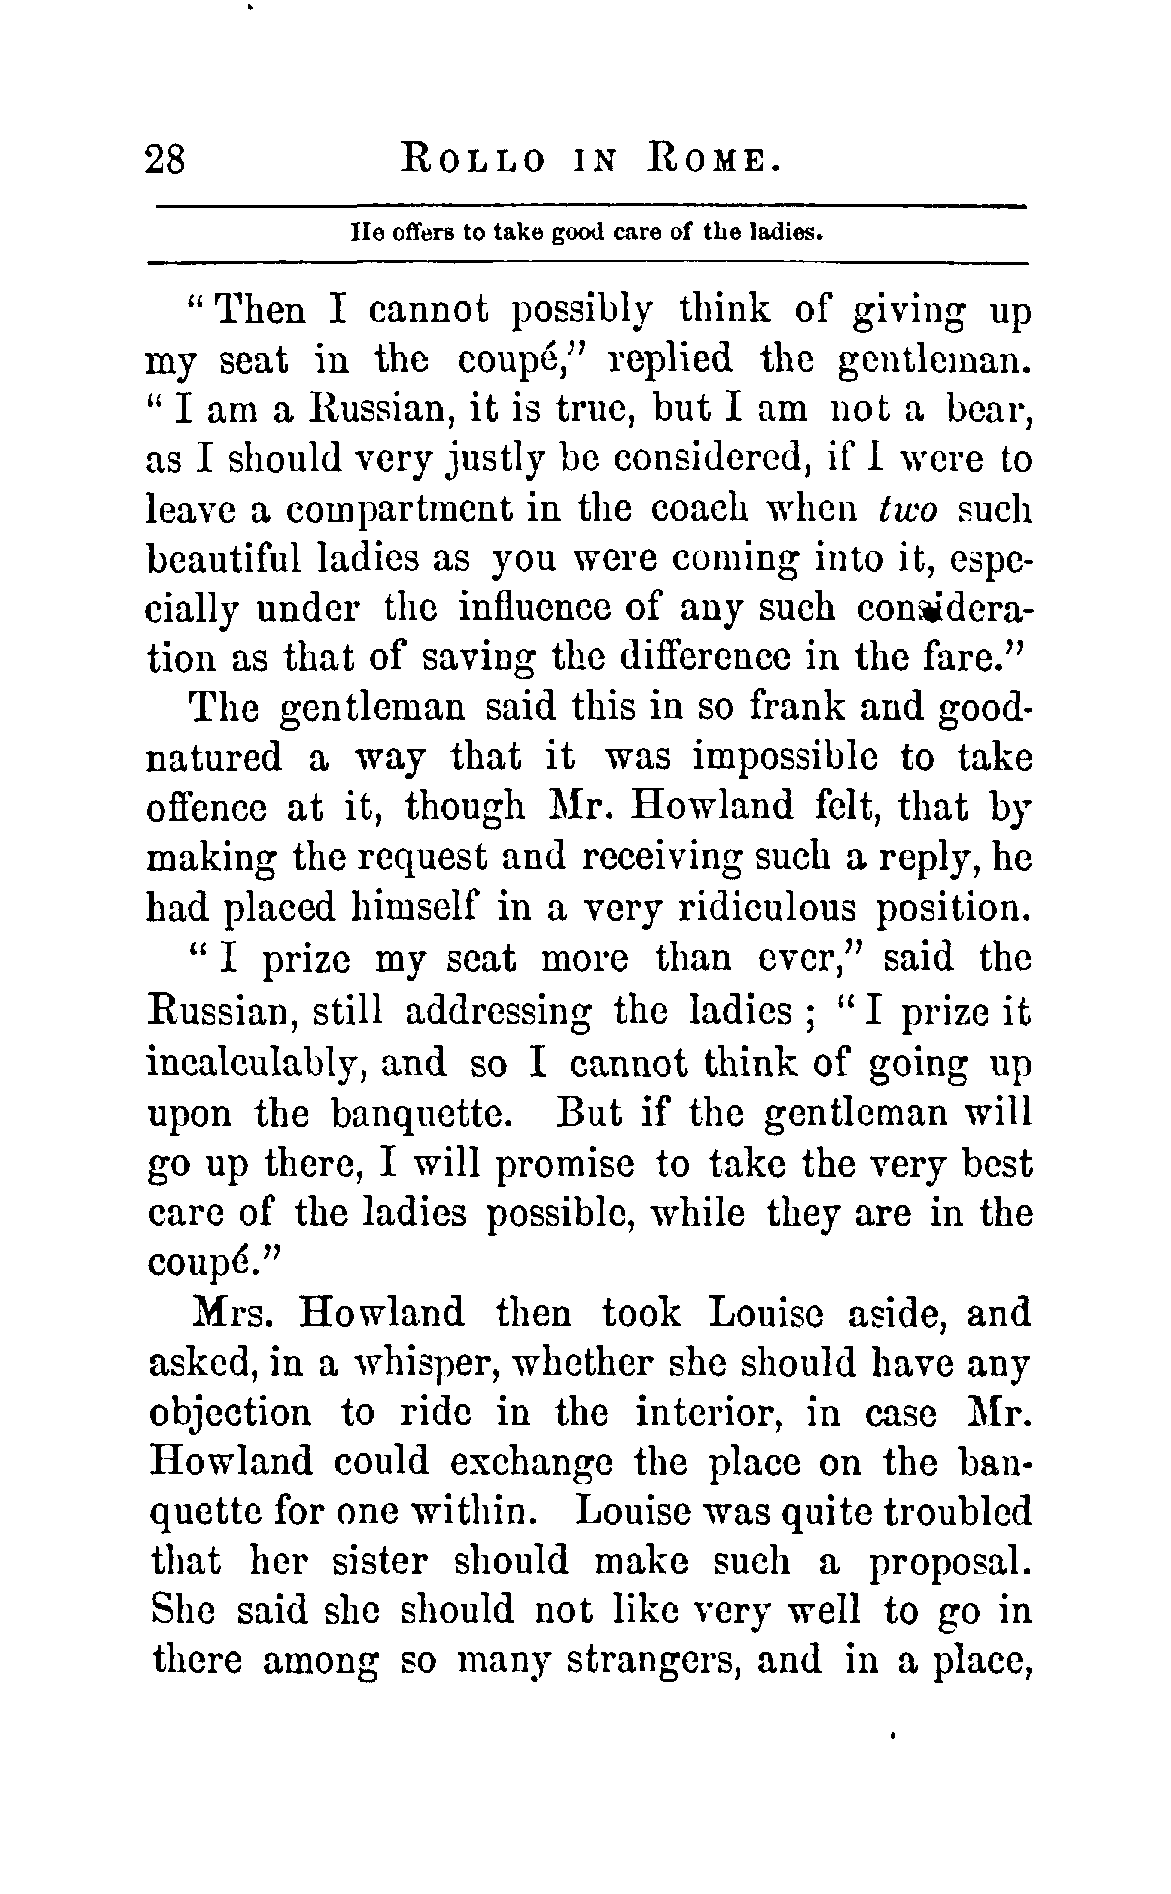 28 ROLLO IN ROME.
He offers to take good care of the ladies.
“Then I cannot possibly think of giving up
my seat in the coupé,” replied the gentleman.
“I am a Russian, it is true, but I am not a bear,
as I should very justly be considered, if I were to
leave a compartment in the coach when two such
beautiful ladies as you were coming into it, espe-
cially under the influence of any such considera-
tion as that of saving the difference in the fare.”
The gentleman said this in so frank and good-
natured a way that it was impossible to take
offence at it, though Mr. Howland felt, that by
making the request and receiving such a reply, he
had placed himself in a very ridiculous position.
“I prize my seat more than ever,” said the
Russian, still addressing the ladies; “I prize it
incalculably, and so I cannot think of going up
upon the banquette. But if the gentleman will
go up there, I will promise to take the very best
care of the ladies possible, while they are in the
coupé.”
Mrs. Howland then took Louise aside, and
asked, in a whisper, whether she should have any
objection to ride in the interior, in case Mr.
Howland could exchange the place on the ban-
quette for one within. Louise was quite troubled
that her sister should make such a proposal.
She said she should not like very well to go in
there among so many strangers, and in a place,